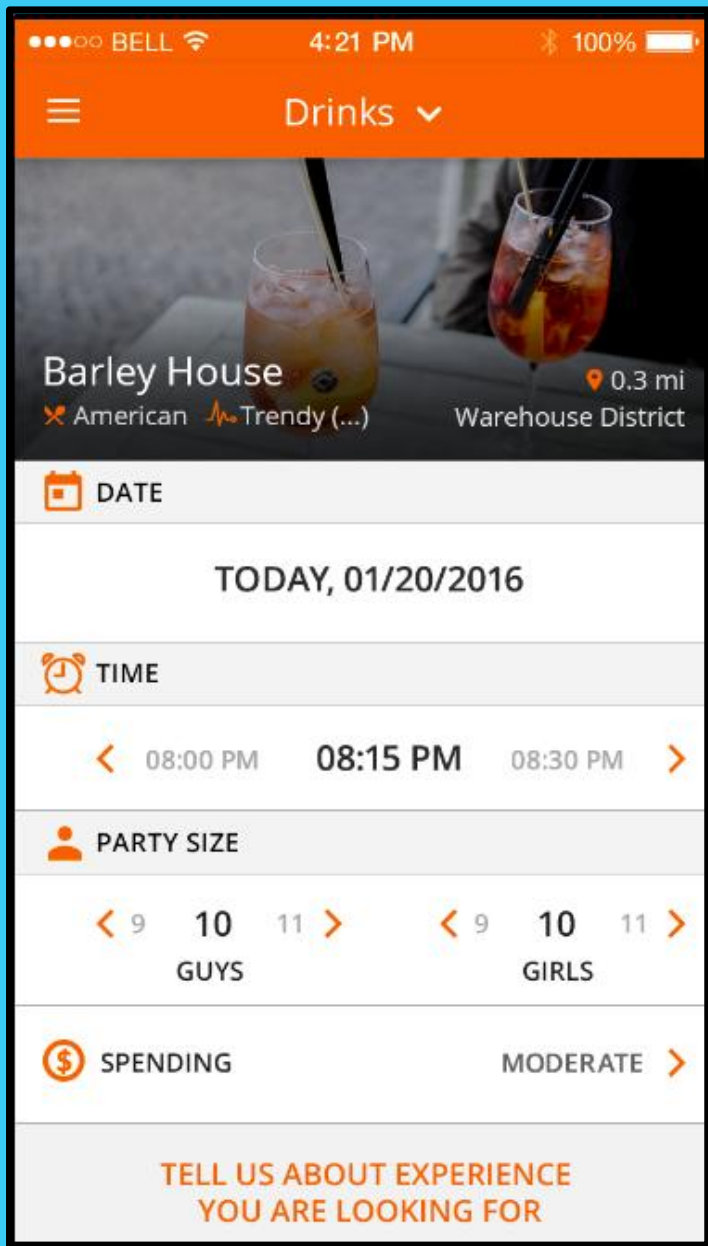 BELL 4:21 PM 100%
Drinks
Barley House
0.3 mi
American Trendy (...) Warehouse District
DATE
TODAY, 01/20/2016
TIME
08:00 PM 08:15 PM 08:30 PM
PARTY SIZE
9 10 11 9 10 11
GUYS GIRLS
SPENDING MODERATE
TELL US ABOUT EXPERIENCE
YOU ARE LOOKING FOR